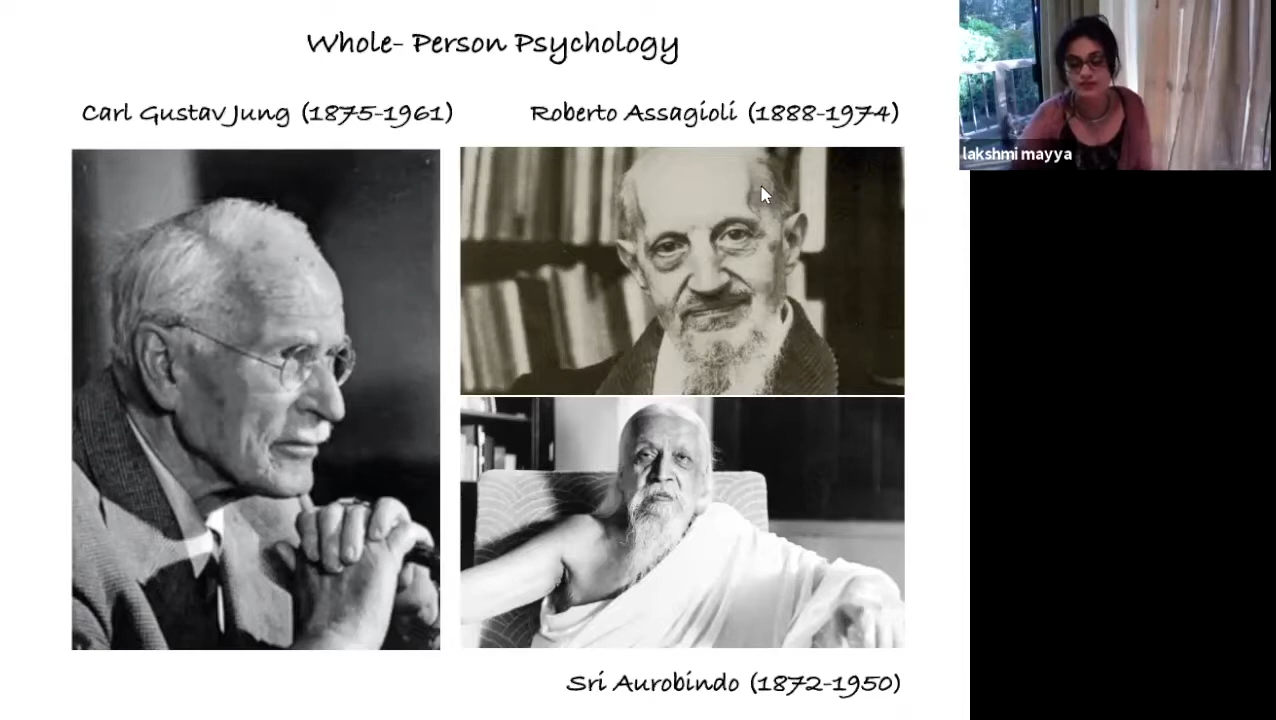 Whole- Person Psychology
Carl Gustav Jung (1875-1961)
Roberto Assagioli (1888-1974)
lakshmi mayya
Sri Aurobindo (1872-1950)